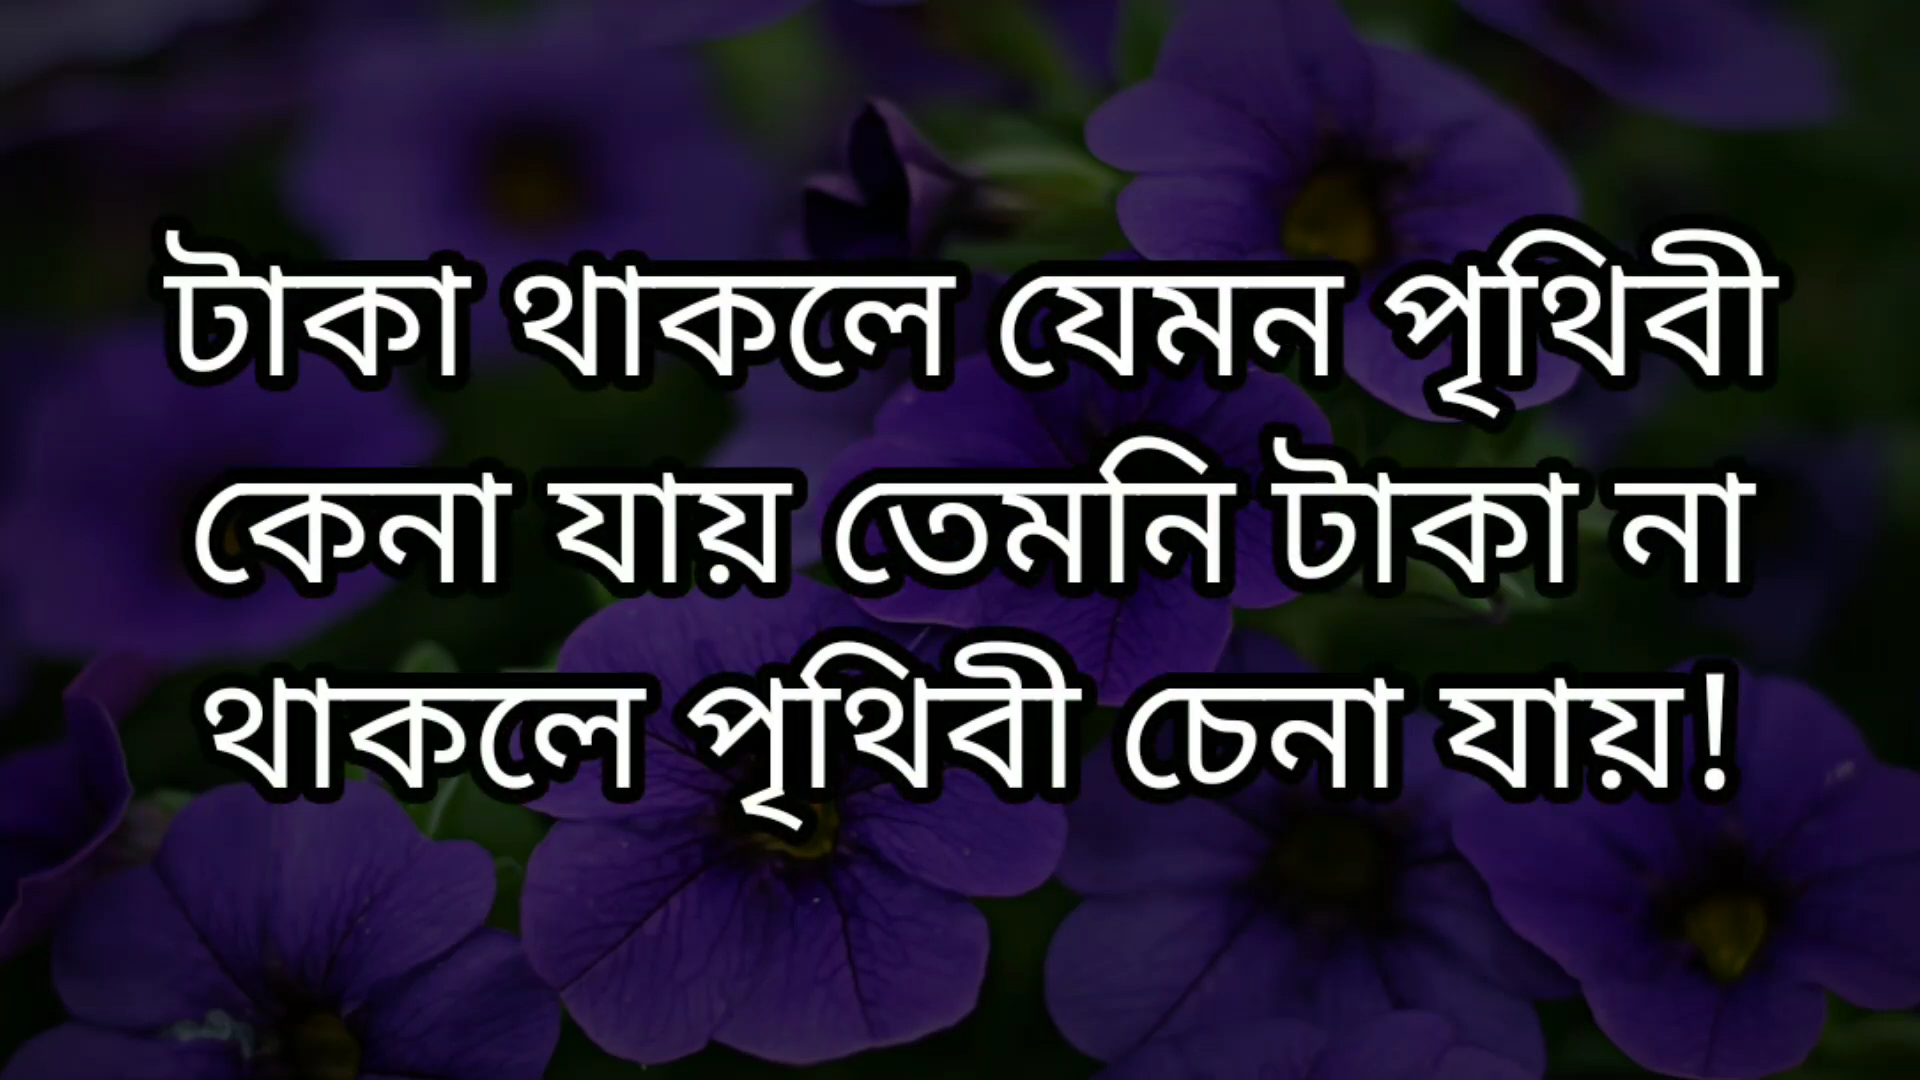 টাকা থাকলে যেমন পৃথিবী
কেনা যায় তেমনি টাকা না
থাকলে পৃথিবী চেনা যায়!